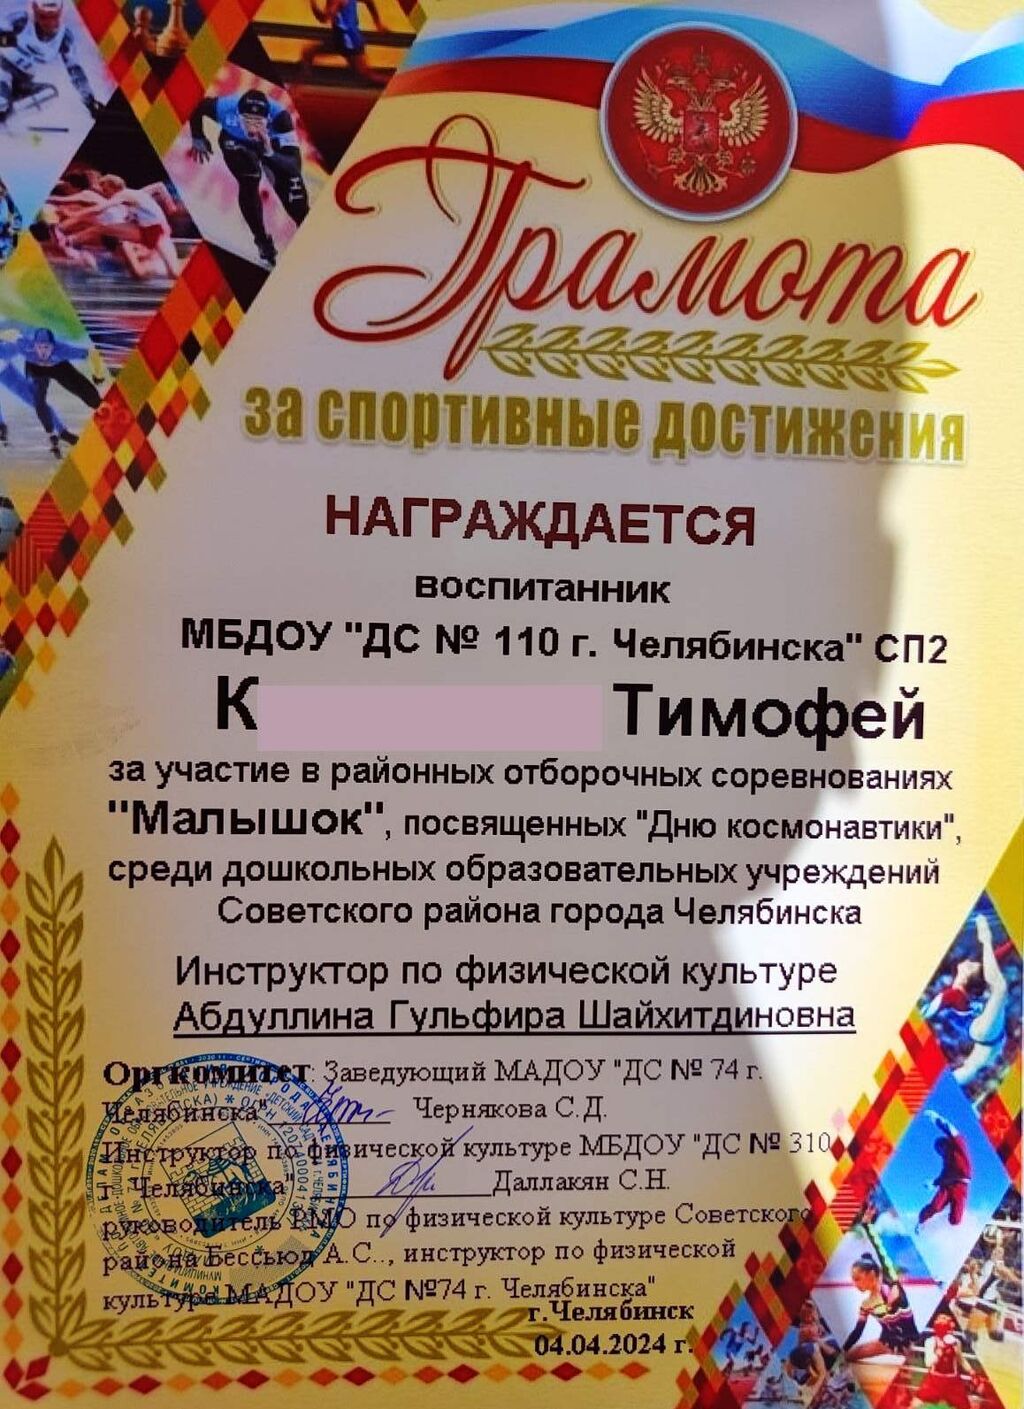 Грамота
за спортивные достижения
НАГРАЖДАЕТСЯ
воспитанник
МБДОУ "ДС № 110 г. Челябинска" СП2
К Тимофей
за участие в районных отборочных соревнованиях
"Малышок", посвященных "Дню космонавтики",
среди дошкольных образовательных учреждений
Советского района города Челябинска
Инструктор по физической культуре
Абдуллина Гульфира Шайхитдиновна
Оргкомитет: Заведующий МАДОУ "ДС № 74 г.
Челябинска" Чернякова С.Д.
Инструктор по физической культуре МБДОУ "ДС № 310
г. Челябинска" Даллакян С.Н.
руководитель РМО по физической культуре Советского
района Бессьюд А.С.., инструктор по физической
культуре МАДОУ "ДС №74 г. Челябинска"
г.Челябинск
04.04.2024 г.